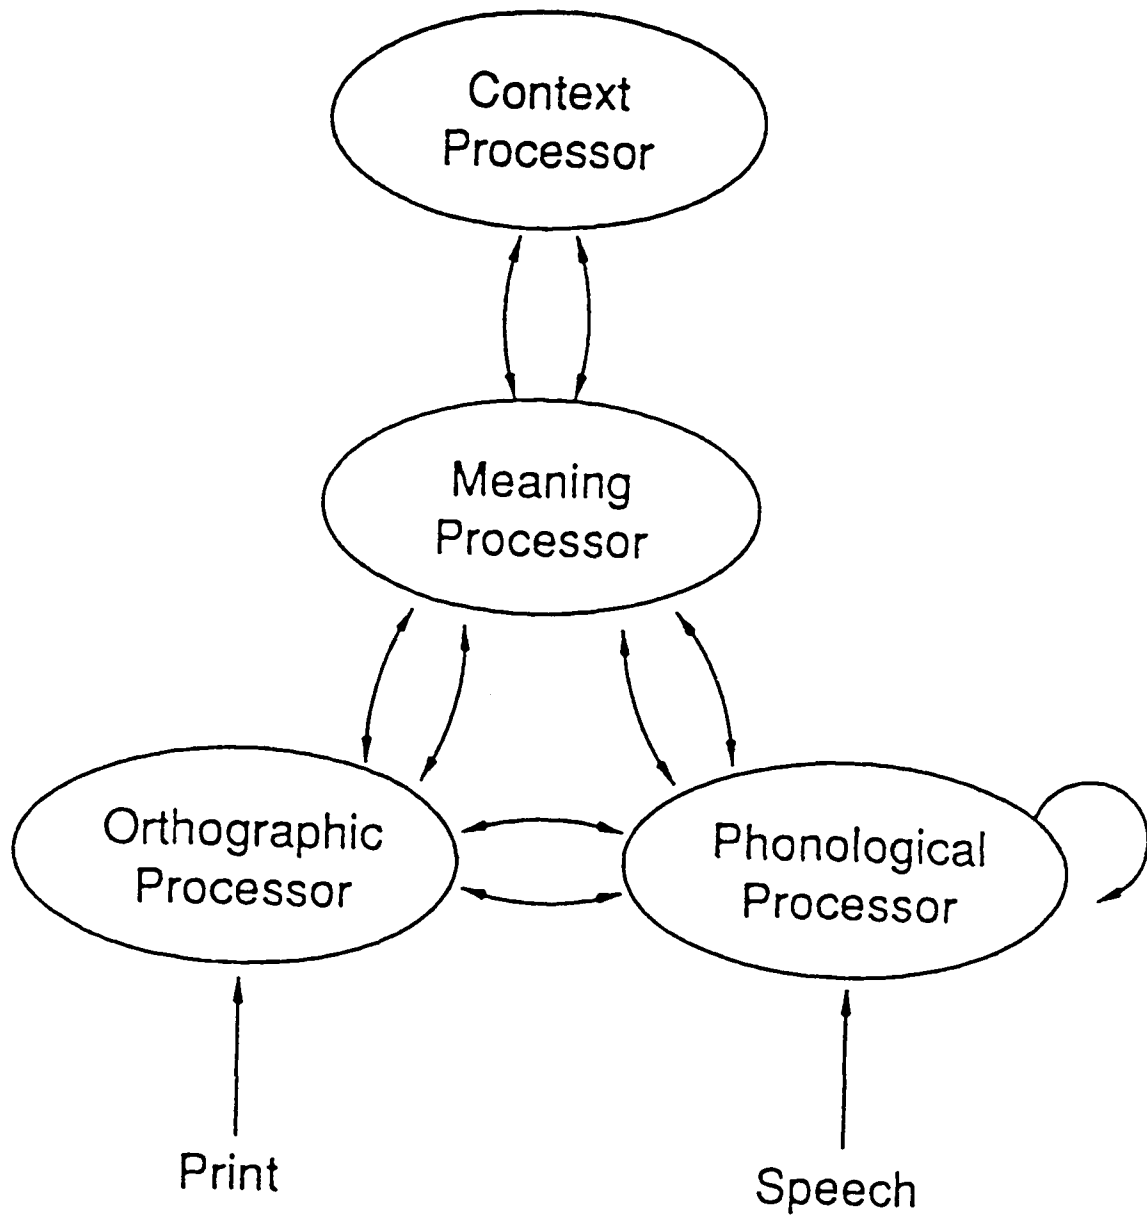 Context
Processor
Meaning
Processor
Orthographic
Processor
Phonological
Processor
Print
Speech